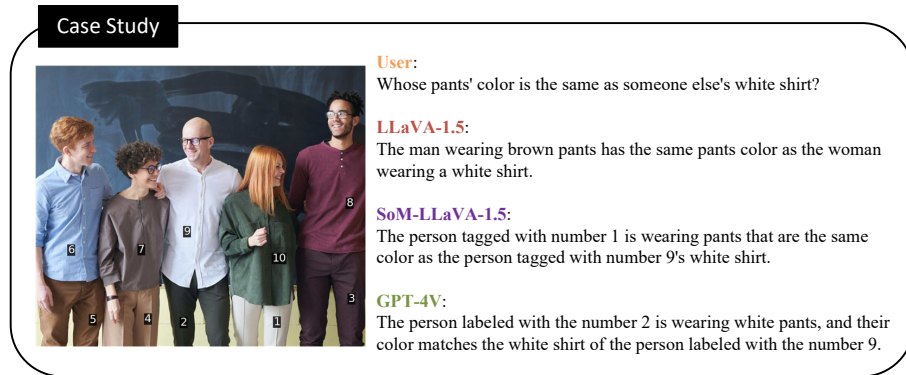 Case Study
User:
Whose pants' color is the same as someone else's white shirt?
LLaVA-1.5:
The man wearing brown pants has the same pants color as the woman
wearing a white shirt.
SoM-LLaVA-1.5:
The person tagged with number 1 is wearing pants that are the same
color as the person tagged with number 9's white shirt.
GPT-4V:
The person labeled with the number 2 is wearing white pants, and their
color matches the white shirt of the person labeled with the number 9.
8
9
6
7
10
3
5
4
2
1